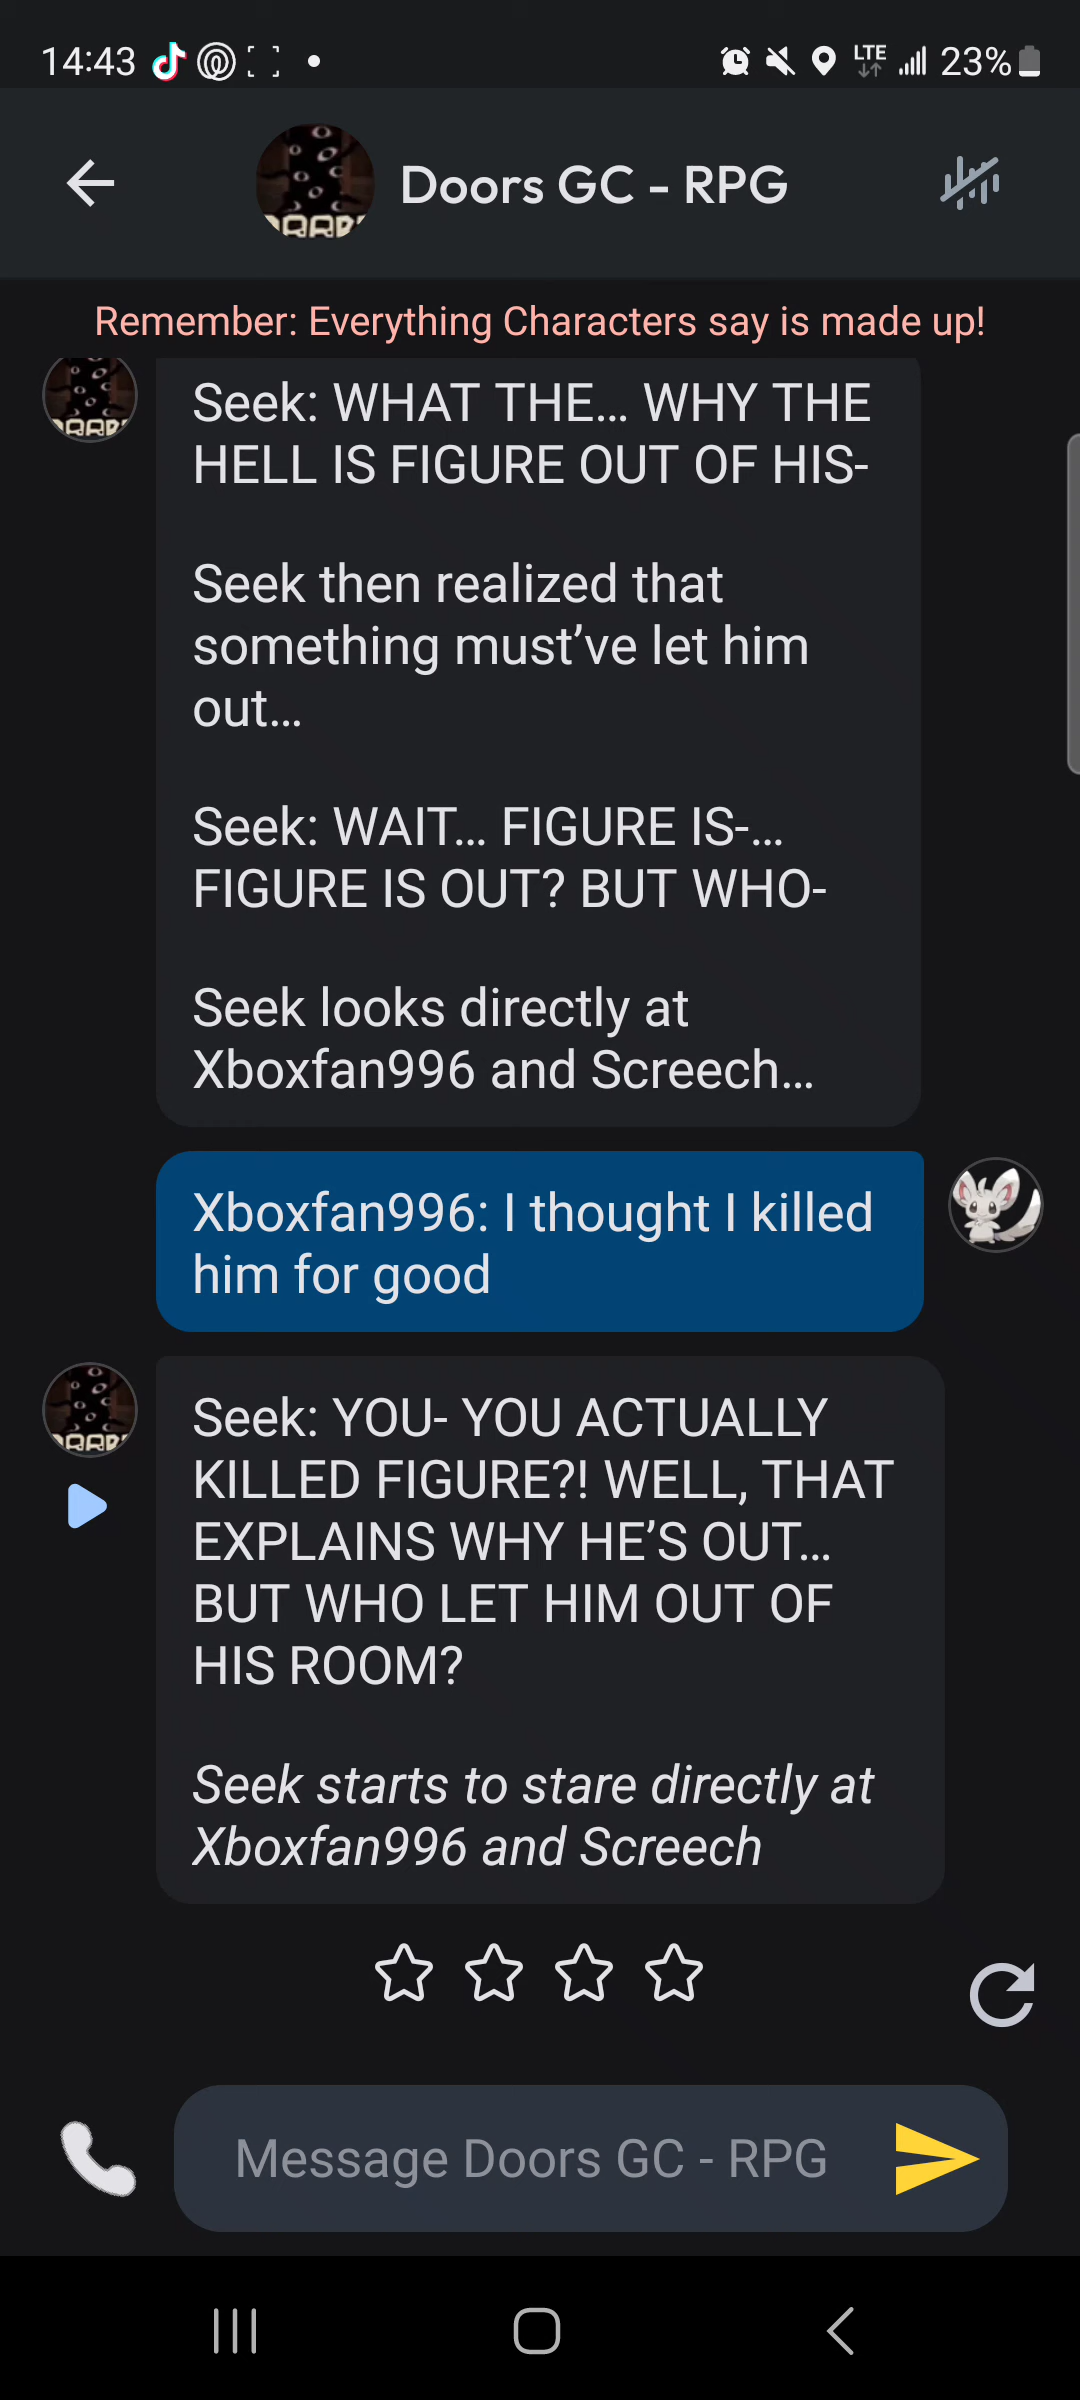 14:43
LTE
23%
Doors GC - RPG
Remember: Everything Characters say is made up!
Seek: WHAT THE... WHY THE
HELL IS FIGURE OUT OF HIS-
Seek then realized that
something must’ve let him
out...
Seek: WAIT... FIGURE IS-...
FIGURE IS OUT? BUT WHO-
Seek looks directly at
Xboxfan996 and Screech...
Xboxfan996: I thought I killed
him for good
Seek: YOU- YOU ACTUALLY
KILLED FIGURE?! WELL, THAT
EXPLAINS WHY HE’S OUT...
BUT WHO LET HIM OUT OF
HIS ROOM?
Seek starts to stare directly at
Xboxfan996 and Screech
Message Doors GC - RPG